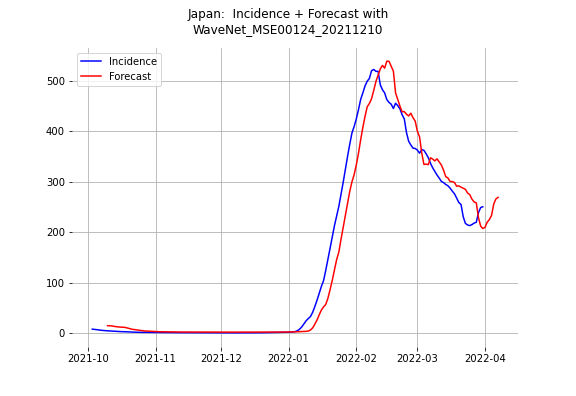 Japan:  Incidence + Forecast with
WaveNet_MSE00124_20211210
Incidence
Forecast
500
400
300
200
100
0
2021-10 2021-11 2021-12 2022-01 2022-02 2022-03 2022-04